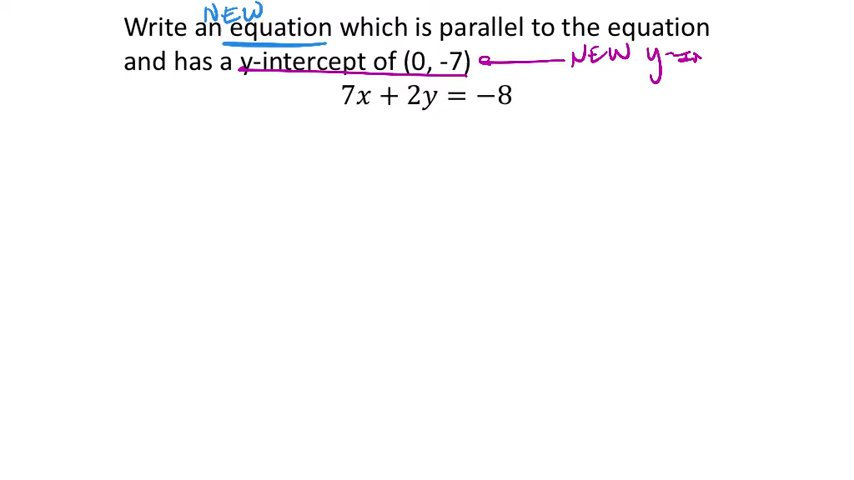 NEW
Write an equation which is parallel to the equation
and has a y-intercept of (0, -7) NEW y-in
7x + 2y = −8